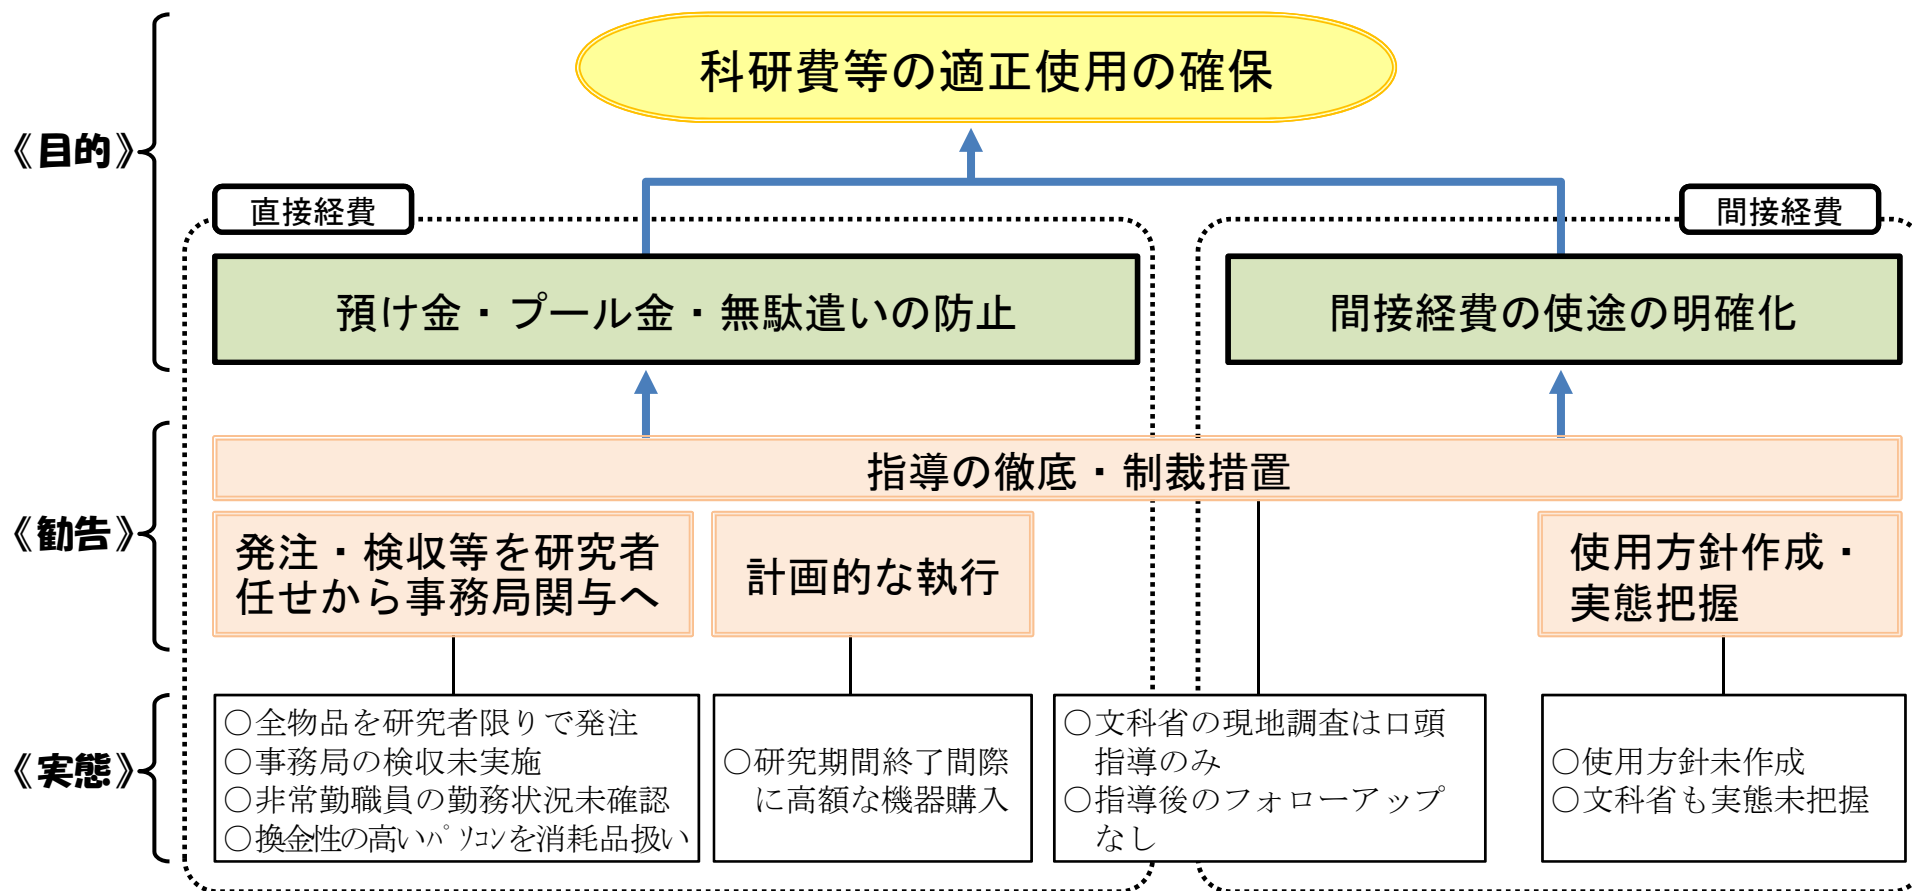 科研費等の適正使用の確保
《目的》
直接経費
間接経費
預け金・プール金・無駄遣いの防止
間接経費の使途の明確化
指導の徹底・制裁措置
《勧告》
発注・検収等を研究者
任せから事務局関与へ
計画的な執行
使用方針作成・
実態把握
《実態》
○全物品を研究者限りで発注
○事務局の検収未実施
○非常勤職員の勤務状況未確認
○換金性の高いパソコンを消耗品扱い
○研究期間終了間際
に高額な機器購入
○文科省の現地調査は口頭
指導のみ
○指導後のフォローアップ
なし
○使用方針未作成
○文科省も実態未把握